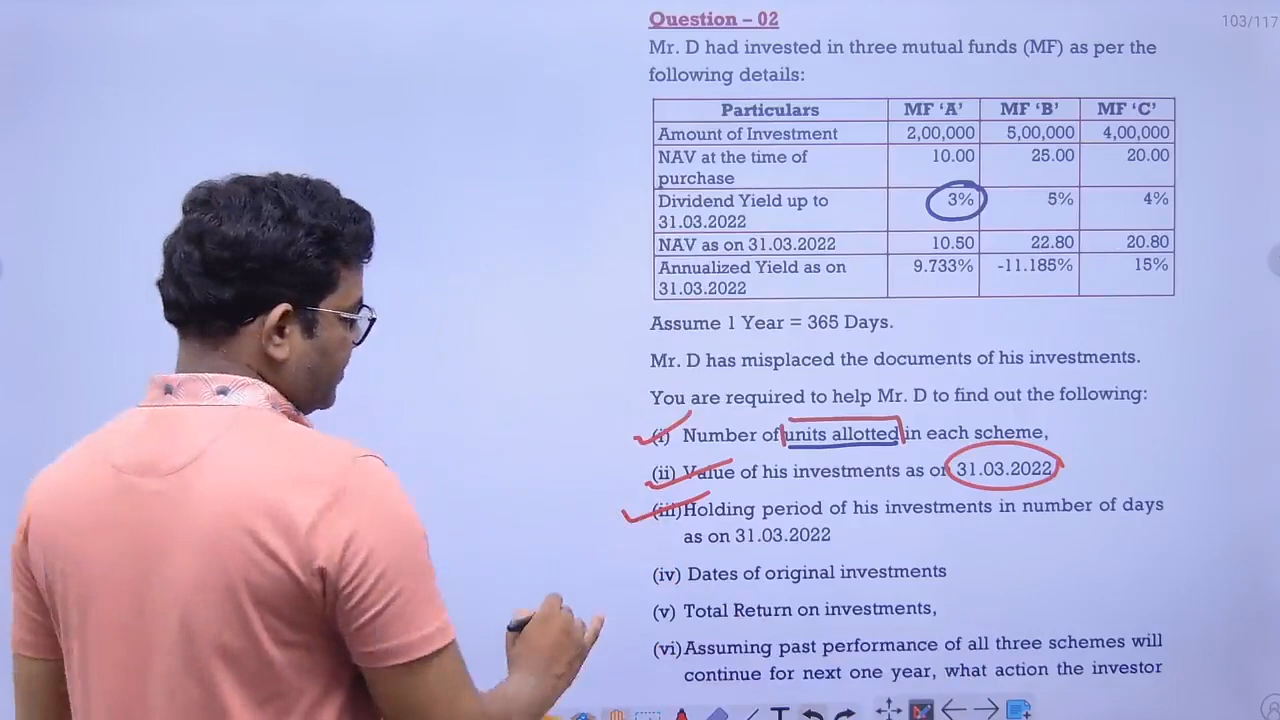 Question – 02
103/117
Mr. D had invested in three mutual funds (MF) as per the
following details:
Particulars MF ‘A’ MF ‘B’ MF ‘C’
Amount of Investment 2,00,000 5,00,000 4,00,000
NAV at the time of 10.00 25.00 20.00
purchase
Dividend Yield up to 3% 5% 4%
31.03.2022
NAV as on 31.03.2022 10.50 22.80 20.80
Annualized Yield as on 9.733% -11.185% 15%
31.03.2022
Assume 1 Year = 365 Days.
Mr. D has misplaced the documents of his investments.
You are required to help Mr. D to find out the following:
(i) Number of units allotted in each scheme,
(ii) Value of his investments as on 31.03.2022
(iii) Holding period of his investments in number of days
as on 31.03.2022
(iv) Dates of original investments
(v) Total Return on investments,
(vi) Assuming past performance of all three schemes will
continue for next one year, what action the investor